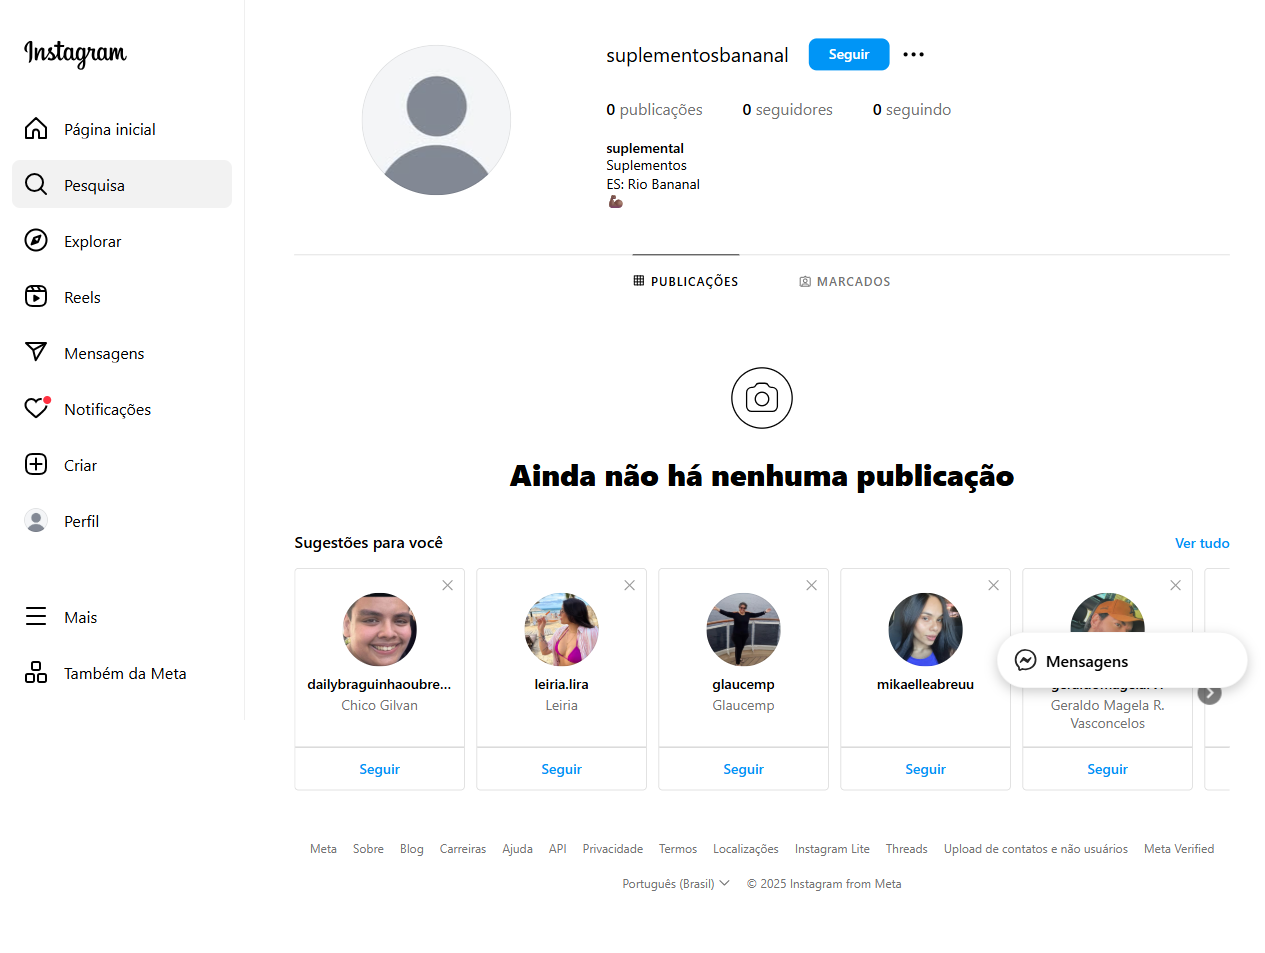 Instagram
Página inicial
Pesquisa
Explorar
Reels
Mensagens
Notificações
Criar
Perfil
Mais
Também da Meta
suplementosbananal
Seguir
0 publicações 0 seguidores 0 seguindo
suplemental
Suplementos
ES: Rio Bananal
PUBLICAÇÕES MARCADOS
Ainda não há nenhuma publicação
Sugestões para você
Ver tudo
dailybraguinhaoubre...
Chico Gilvan
Seguir
leiria.lira
Leiria
Seguir
glaucemp
Glaucemp
Seguir
mikaelleabreuu
Seguir
Geraldo Magela R.
Vasconcelos
Seguir
Mensagens
Meta Sobre Blog Carreiras Ajuda API Privacidade Termos Localizações Instagram Lite Threads Upload de contatos e não usuários Meta Verified
Português (Brasil) © 2025 Instagram from Meta